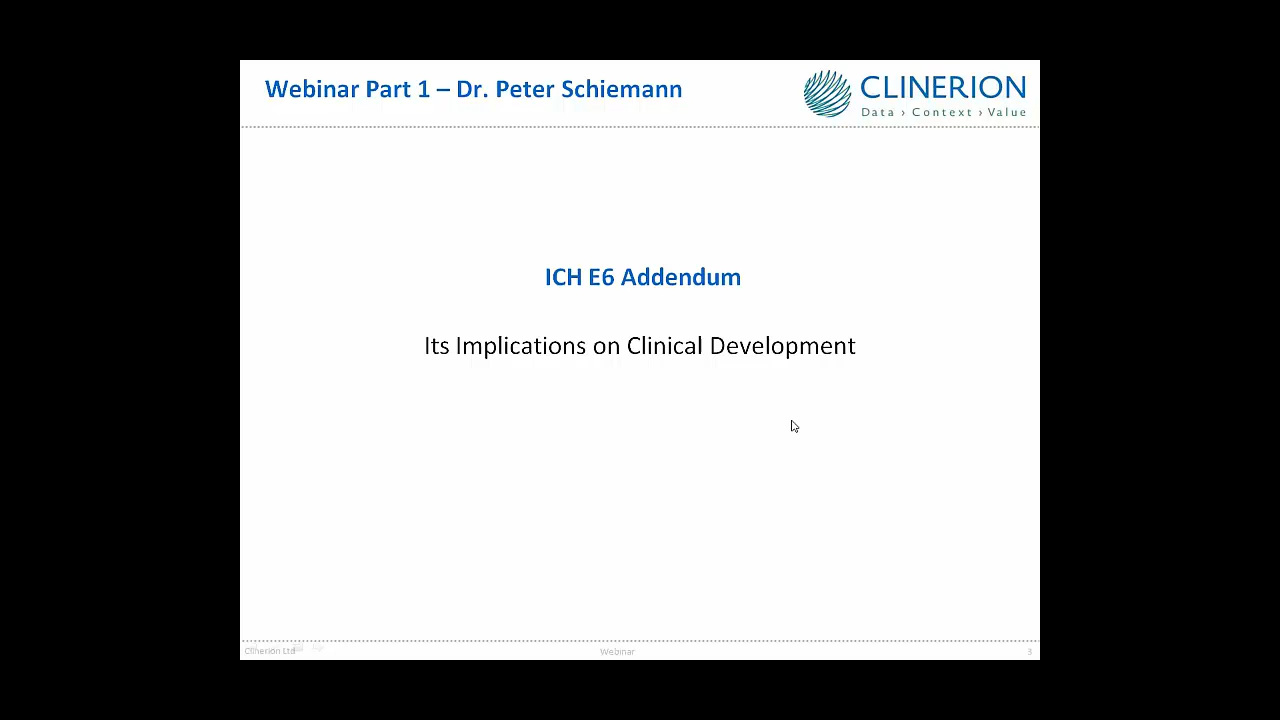 Webinar Part 1 – Dr. Peter Schiemann
CLINERION
Data › Context › Value
ICH E6 Addendum
Its Implications on Clinical Development
Clinerion Ltd
Webinar
3